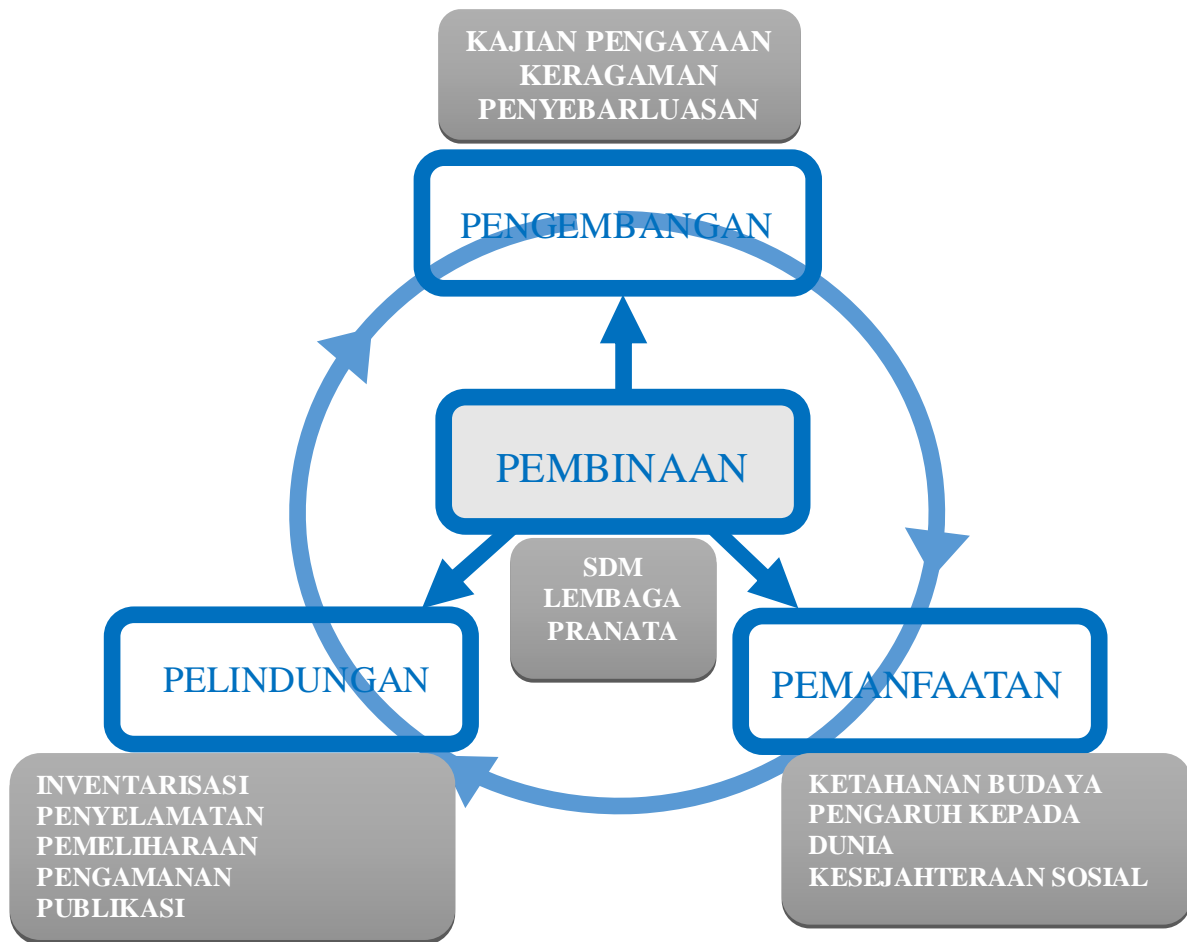 KAJIAN PENGAYAAN
KERAGAMAN
PENYEBARLUASAN
PENGEMBANGAN
PEMBINAAN
SDM
LEMBAGA
PRANATA
PELINDUNGAN
PEMANFAATAN
INVENTARISASI
PENYELAMATAN
PEMELIHARAAN
PENGAMANAN
PUBLIKASI
KETAHANAN BUDAYA
PENGARUH KEPADA
DUNIA
KESEJAHTERAAN SOSIAL